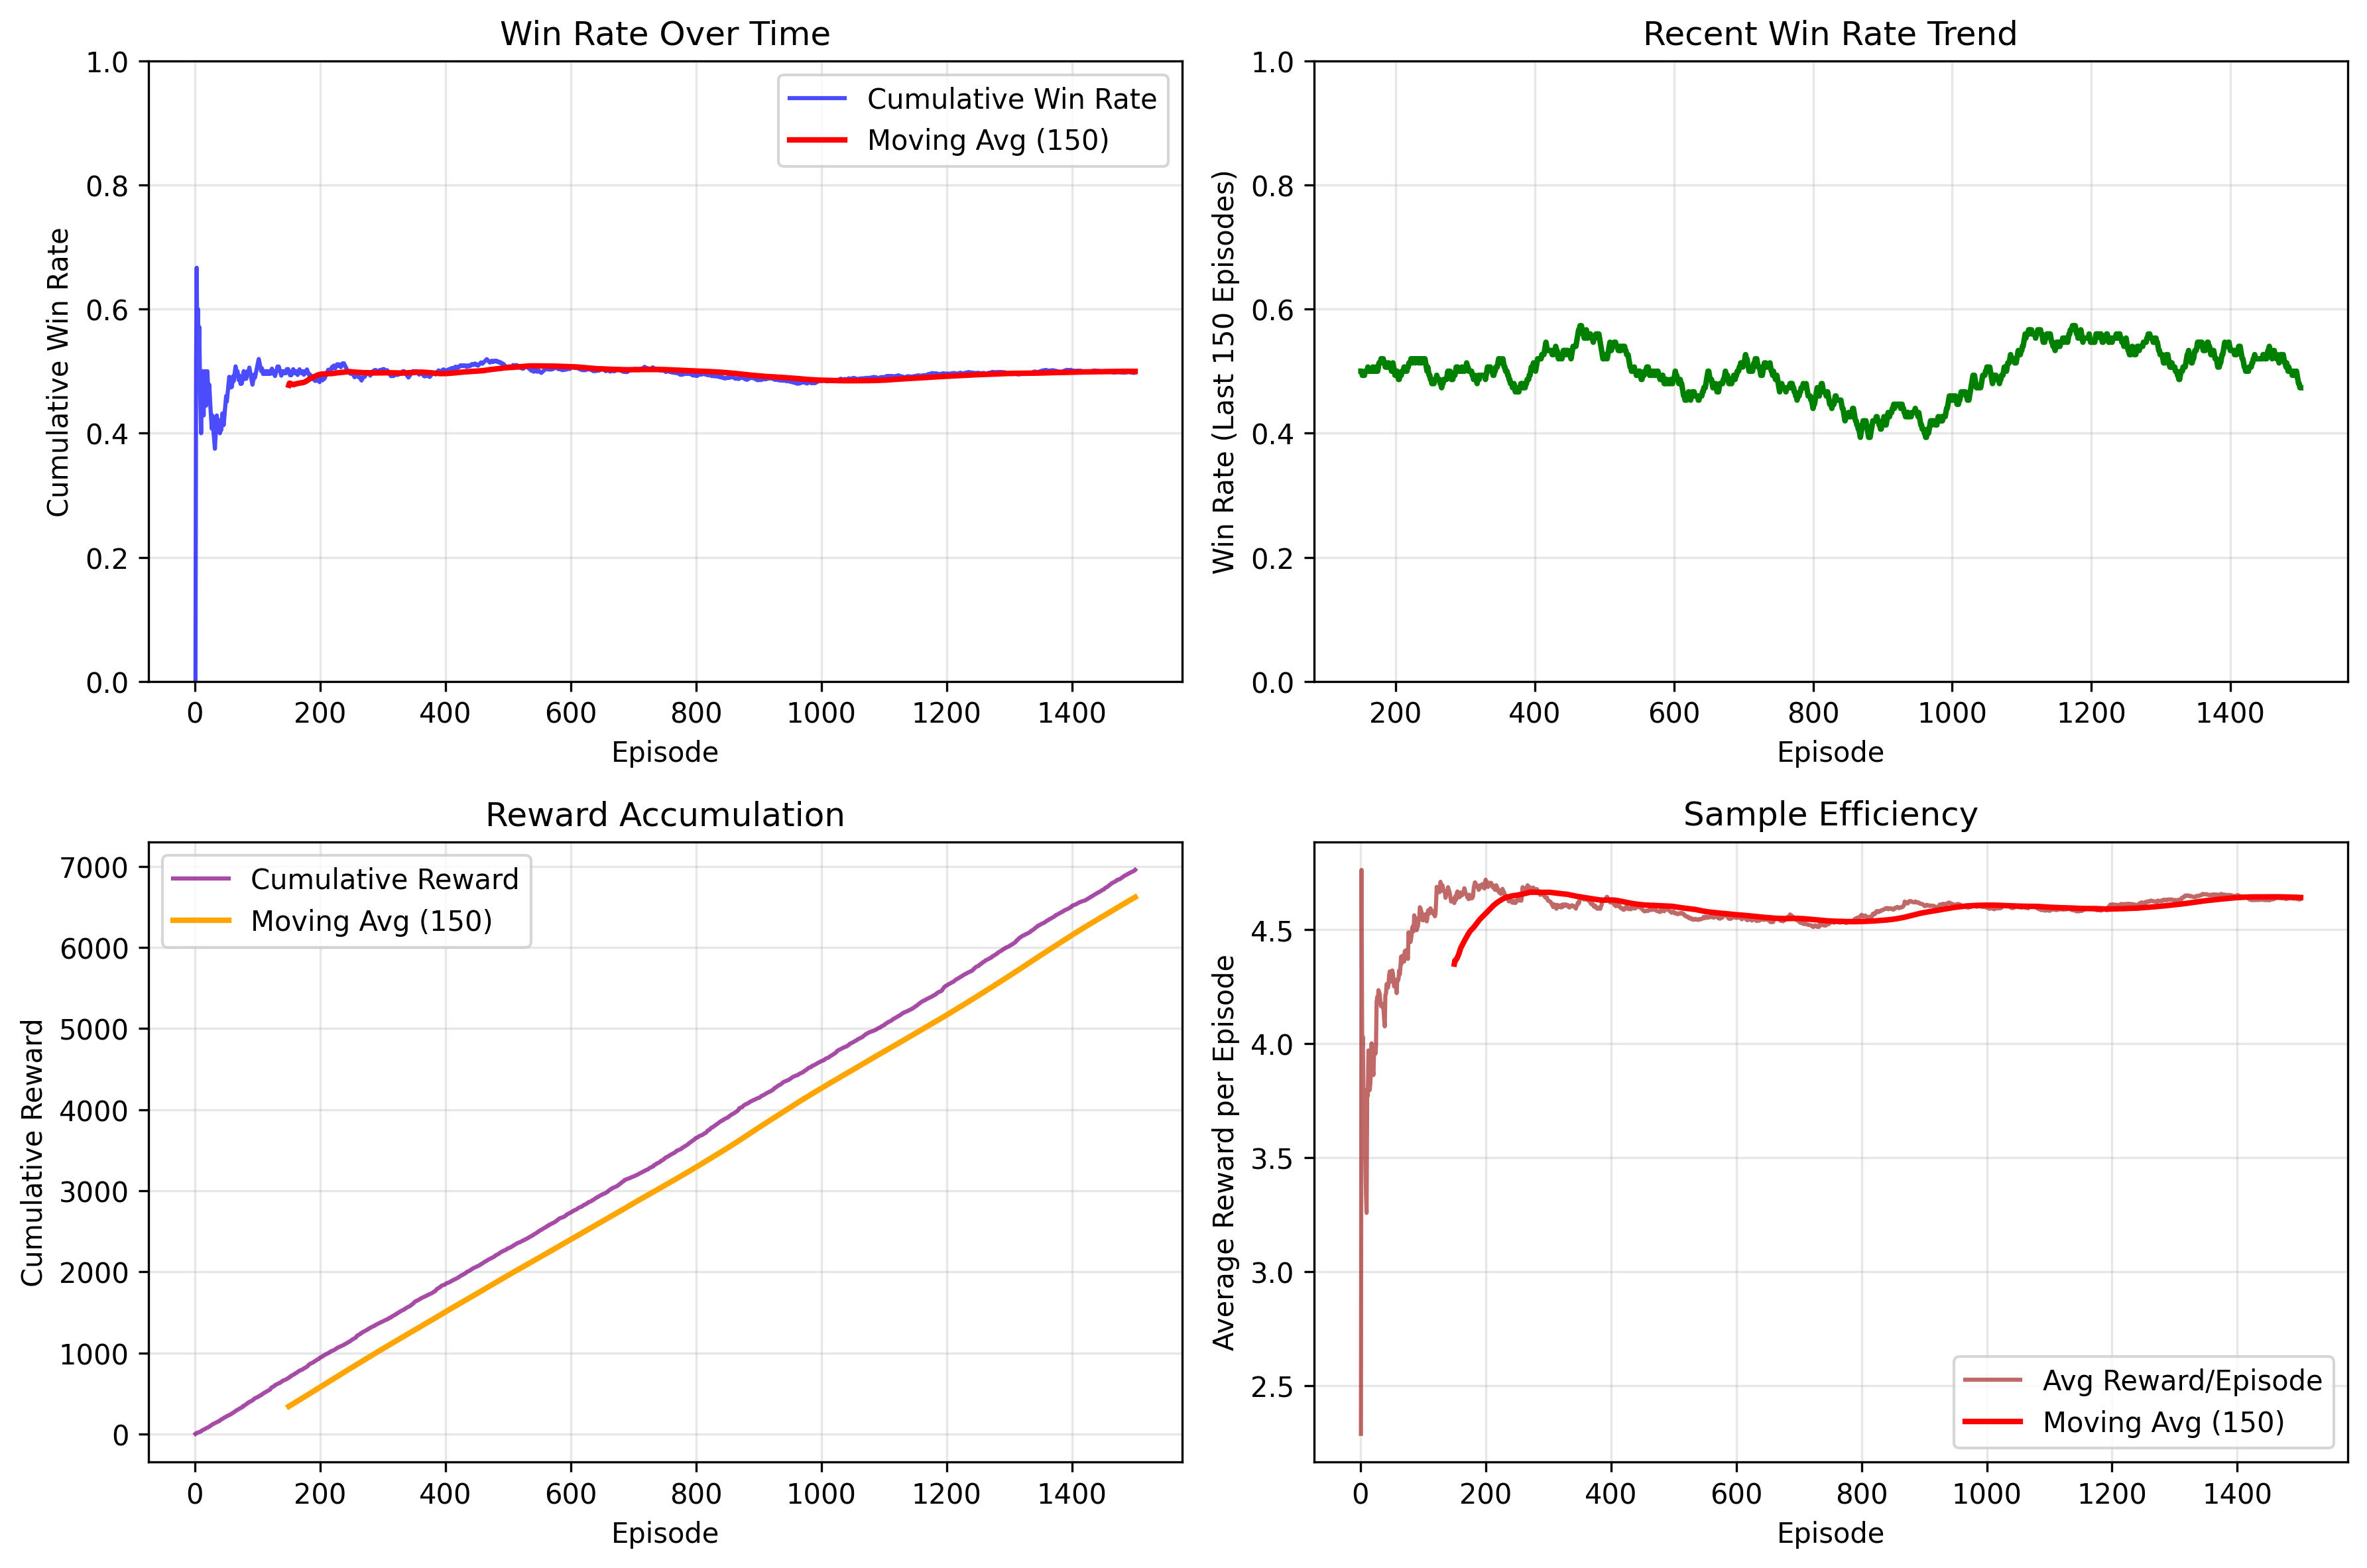 Win Rate Over Time
Cumulative Win Rate
1.0
0.8
0.6
0.4
0.2
0.0
Cumulative Win Rate
Moving Avg (150)
0 200 400 600 800 1000 1200 1400
Episode
Recent Win Rate Trend
Win Rate (Last 150 Episodes)
1.0
0.8
0.6
0.4
0.2
0.0
200 400 600 800 1000 1200 1400
Episode
Reward Accumulation
Cumulative Reward
7000
6000
5000
4000
3000
2000
1000
0
Cumulative Reward
Moving Avg (150)
0 200 400 600 800 1000 1200 1400
Episode
Sample Efficiency
Average Reward per Episode
4.5
4.0
3.5
3.0
2.5
Avg Reward/Episode
Moving Avg (150)
0 200 400 600 800 1000 1200 1400
Episode